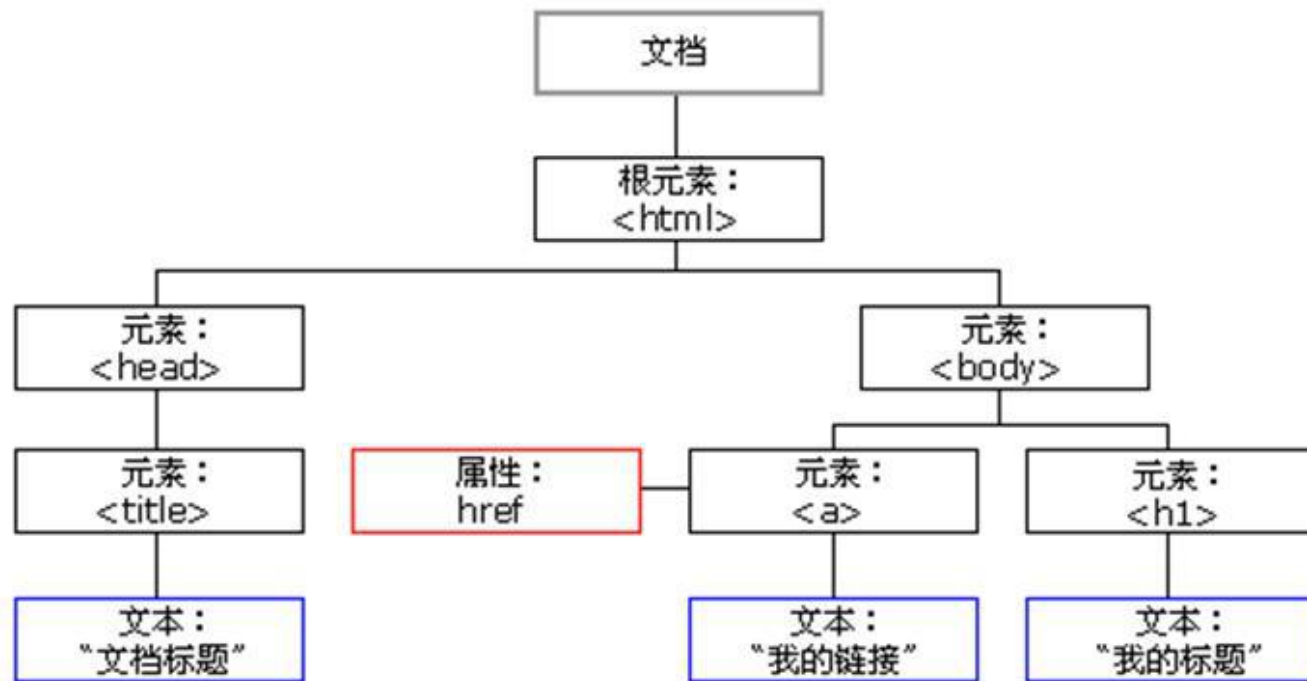 文档
根元素：
<html>
元素：
<head>
元素：
<body>
元素：
<title>
属性：
href
元素：
<a>
元素：
<h1>
文本：
“文档标题”
文本：
“我的链接”
文本：
“我的标题”